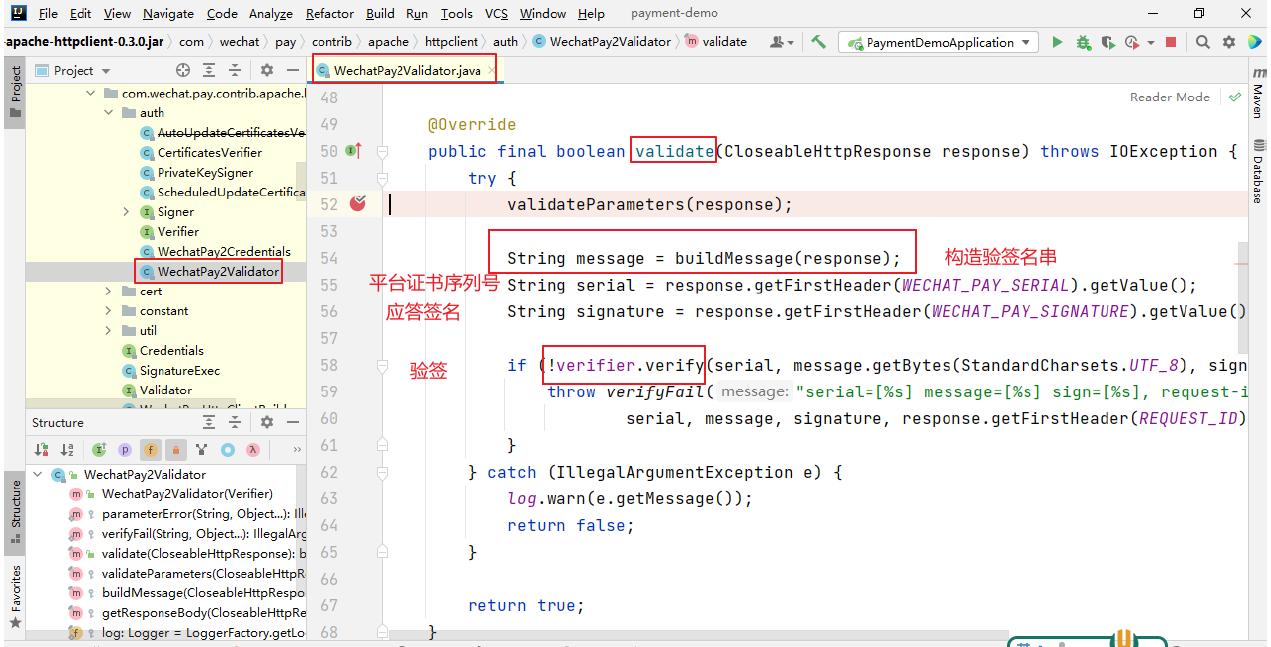 File Edit View Navigate Code Analyze Refactor Build Run Tools VCS Window Help payment-demo
-apache-httpclient-0.3.0.jar com wechat pay contrib apache httpclient auth WechatPay2Validator validate PaymentDemoApplication
Project
Project
WechatPay2Validator.java
Maven
Database
Reader Mode
com.wechat.pay.contrib.apache.
auth
AutoUpdateCertificatesVe
CertificatesVerifier
PrivateKeySigner
ScheduledUpdateCertifica
Signer
Verifier
WechatPay2Credentials
WechatPay2Validator
cert
constant
util
Credentials
SignatureExec
Validator
48
49 @Override
50 public final boolean validate(CloseableHttpResponse response) throws IOException {
51 try {
52 validateParameters(response);
53
54 String message = buildMessage(response); 构造验签名串
平台证书序列号 55 String serial = response.getFirstHeader(WECHAT_PAY_SERIAL).getValue();
应答签名 56 String signature = response.getFirstHeader(WECHAT_PAY_SIGNATURE).getValue()
57
验签 58 if (!verifier.verify(serial, message.getBytes(StandardCharsets.UTF_8), sign
59 throw verifyFail( message: "serial=[%s] message=[%s] sign=[%s], request-i
60 serial, message, signature, response.getFirstHeader(REQUEST_ID)
61 }
62 } catch (IllegalArgumentException e) {
63 log.warn(e.getMessage());
64 return false;
65 }
66
67 return true;
68 }
Structure
Structure
Favorites
WechatPay2Validator
WechatPay2Validator(Verifier)
parameterError(String, Object...): Ille
verifyFail(String, Object...): IllegalArg
validate(CloseableHttpResponse): b
validateParameters(CloseableHttpR
buildMessage(CloseableHttpRespo
getResponseBody(CloseableHttpRe
log: Logger = LoggerFactory.getLo